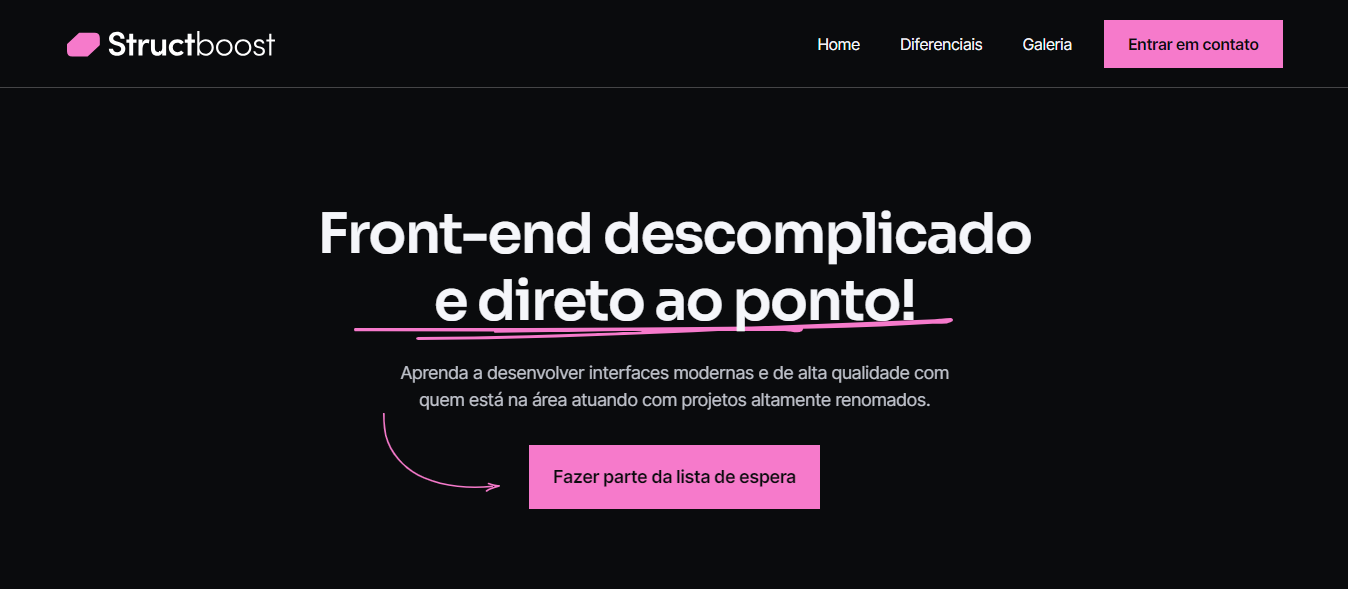 Structboost
Home
Diferenciais
Galeria
Entrar em contato
Front-end descomplicado
e direto ao ponto!
Aprenda a desenvolver interfaces modernas e de alta qualidade com
quem está na área atuando com projetos altamente renomados.
Fazer parte da lista de espera